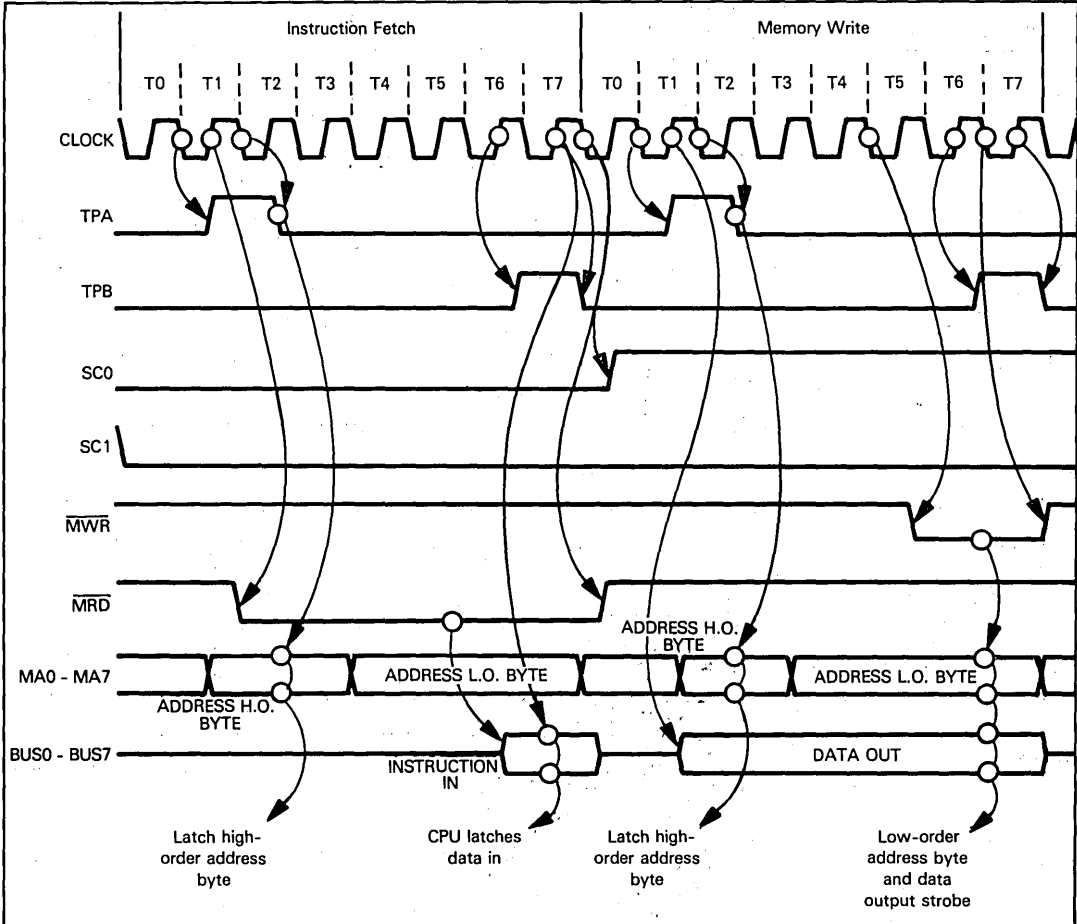 Instruction Fetch
Memory Write
T0 T1 T2 T3 T4 T5 T6 T7 T0 T1 T2 T3 T4 T5 T6 T7
CLOCK
TPA
TPB
SC0
SC1
MWR
MRD
ADDRESS H.O.
BYTE
MA0 - MA7
ADDRESS L.O. BYTE
ADDRESS L.O. BYTE
ADDRESS H.O.
BYTE
BUS0 - BUS7
INSTRUCTION
IN
DATA OUT
Latch high-
order address
byte
CPU latches
data in
Latch high-
order address
byte
Low-order
address byte
and data
output strobe